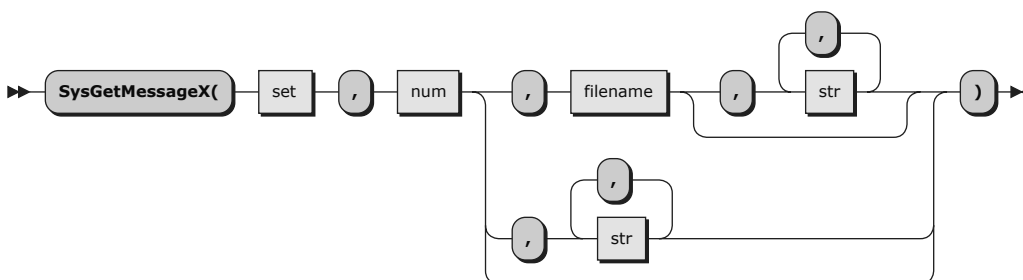 ,
SysGetMessageX( set , num , filename , str )
,
, str